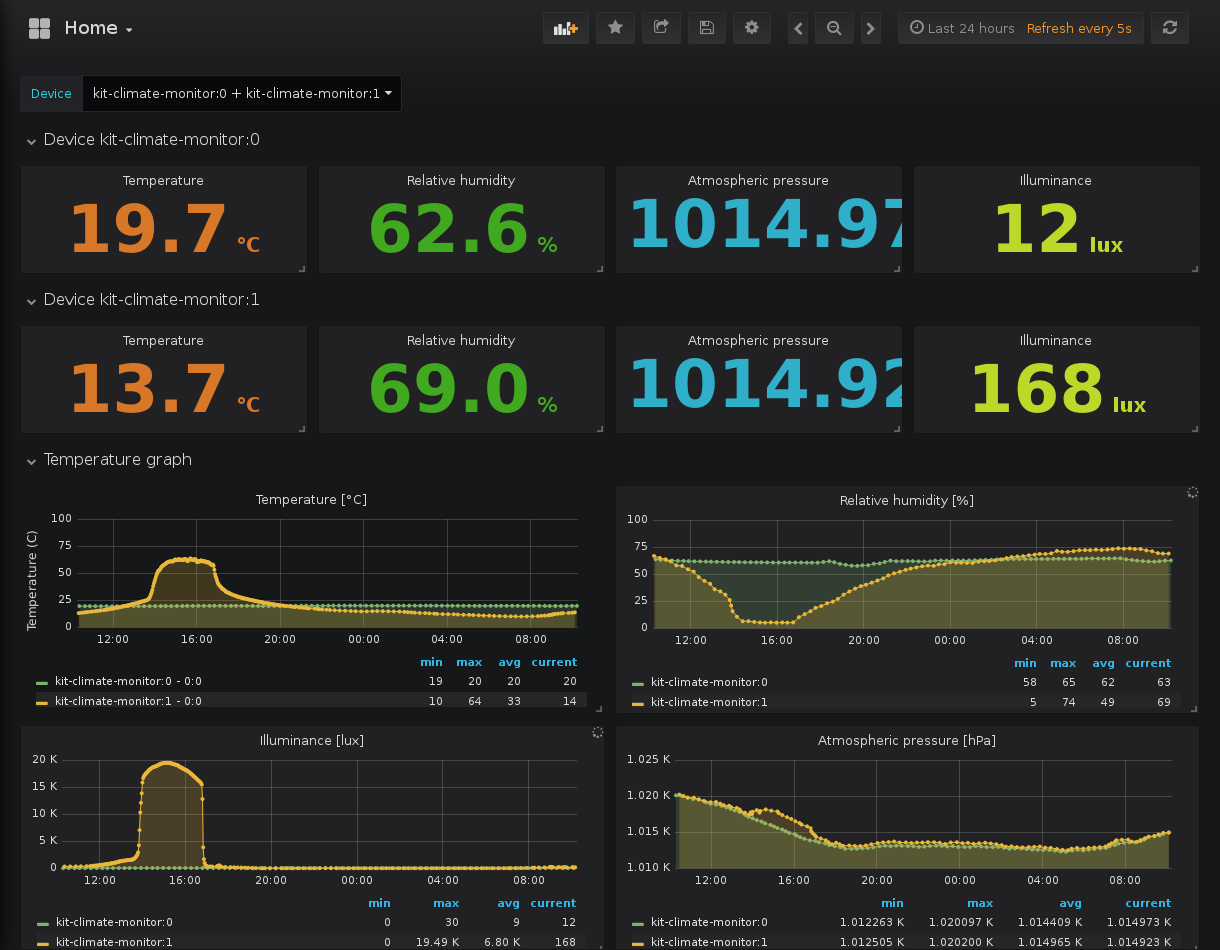 Home
Last 24 hours Refresh every 5s
Device kit-climate-monitor:0 + kit-climate-monitor:1
Device kit-climate-monitor:0
Temperature Relative humidity Atmospheric pressure Illuminance
19.7 °C 62.6 % 1014.97 12 lux
Device kit-climate-monitor:1
Temperature Relative humidity Atmospheric pressure Illuminance
13.7 °C 69.0 % 1014.92 168 lux
Temperature graph
Temperature [°C]
Temperature (C)
100
75
50
25
0
12:00 16:00 20:00 00:00 04:00 08:00
min max avg current
kit-climate-monitor:0 - 0:0 19 20 20 20
kit-climate-monitor:1 - 0:0 10 64 33 14
Relative humidity [%]
100
75
50
25
0
12:00 16:00 20:00 00:00 04:00 08:00
min max avg current
kit-climate-monitor:0 58 65 62 63
kit-climate-monitor:1 5 74 49 69
Illuminance [lux]
20 K
15 K
10 K
5 K
0
12:00 16:00 20:00 00:00 04:00 08:00
min max avg current
kit-climate-monitor:0 0 30 9 12
kit-climate-monitor:1 0 19.49 K 6.80 K 168
Atmospheric pressure [hPa]
1.025 K
1.020 K
1.015 K
1.010 K
12:00 16:00 20:00 00:00 04:00 08:00
min max avg current
kit-climate-monitor:0 1.012263 K 1.020097 K 1.014409 K 1.014973 K
kit-climate-monitor:1 1.012505 K 1.020200 K 1.014965 K 1.014923 K